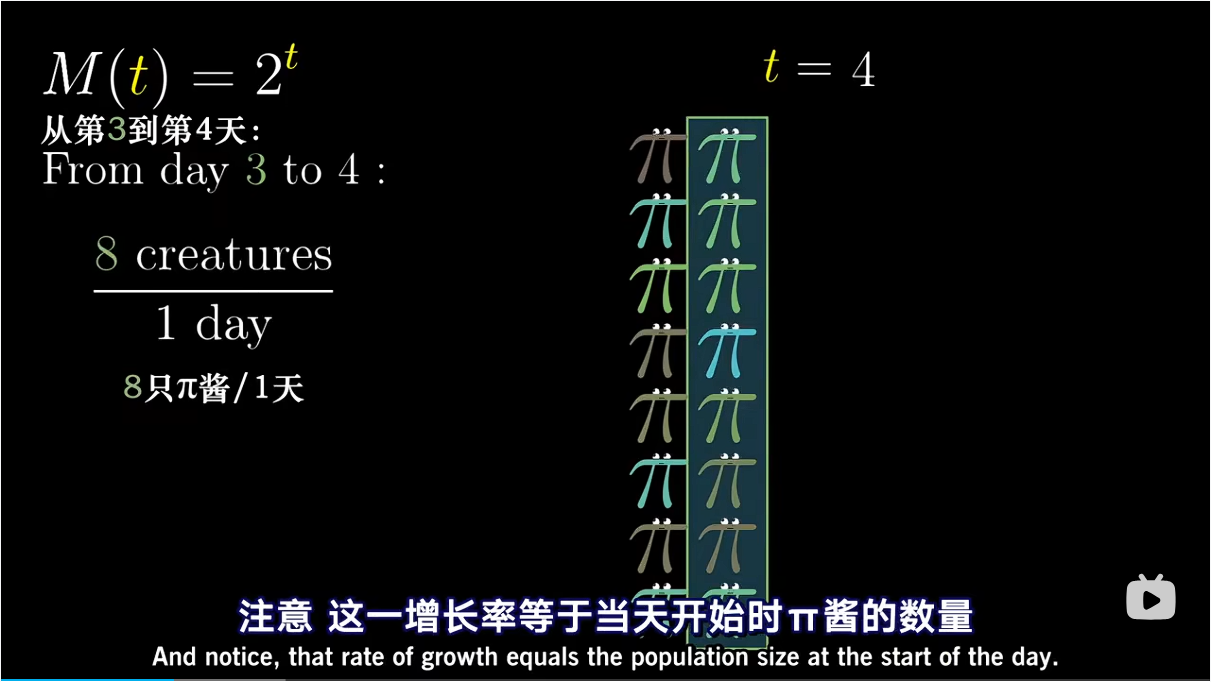 M(t) = 2^t
t = 4
从第3到第4天：
From day 3 to 4 :
8 creatures
1 day
8只π酱/1天
注意 这一增长率等于当天开始时π酱的数量
And notice, that rate of growth equals the population size at the start of the day.